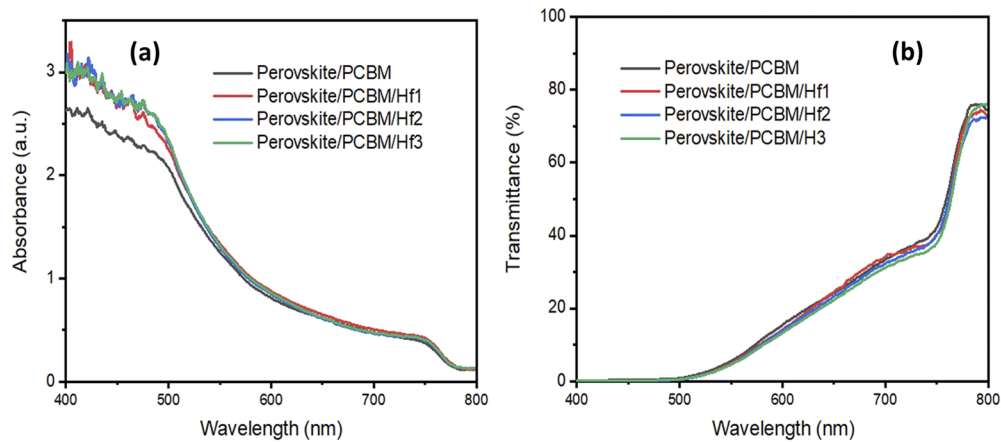 (a)
Perovskite/PCBM
Perovskite/PCBM/Hf1
Perovskite/PCBM/Hf2
Perovskite/PCBM/Hf3
Absorbance (a.u.)
3
2
1
0
400 500 600 700 800
Wavelength (nm)
(b)
Perovskite/PCBM
Perovskite/PCBM/Hf1
Perovskite/PCBM/Hf2
Perovskite/PCBM/H3
Transmittance (%)
100
80
60
40
20
0
400 500 600 700 800
Wavelength (nm)